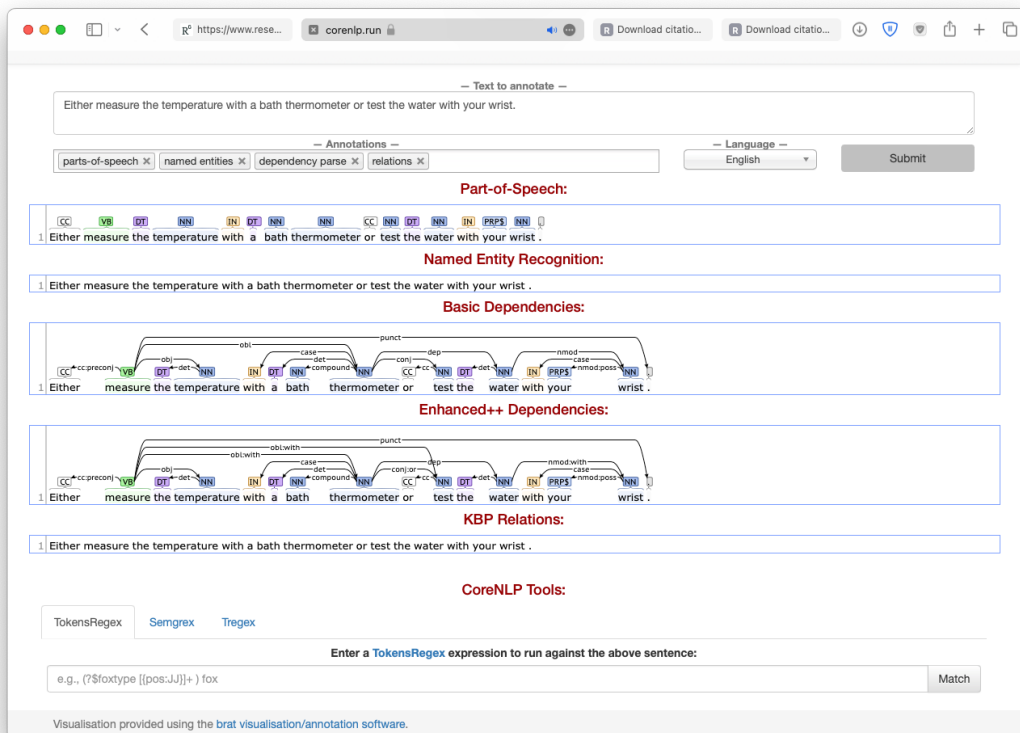 https://www.rese... corenlp.run Download citatio... Download citatio...
— Text to annotate —
Either measure the temperature with a bath thermometer or test the water with your wrist.
— Annotations — — Language —
parts-of-speech × named entities × dependency parse × relations × English Submit
Part-of-Speech:
CC VB DT NN IN DT NN NN CC NN DT NN IN PRP$ NN .
1 Either measure the temperature with a bath thermometer or test the water with your wrist .
Named Entity Recognition:
1 Either measure the temperature with a bath thermometer or test the water with your wrist .
Basic Dependencies:
punct
obl
case dep nmod
obj det conj case
CC cc:preconj VB DT det NN IN DT NN compound NN CC cc NN DT det NN IN PRP$ nmod:poss NN .
1 Either measure the temperature with a bath thermometer or test the water with your wrist .
Enhanced++ Dependencies:
punct
obl:with
obl:with
case dep nmod:with
obj det conj:or case
CC cc:preconj VB DT det NN IN DT NN compound NN CC cc NN DT det NN IN PRP$ nmod:poss NN .
1 Either measure the temperature with a bath thermometer or test the water with your wrist .
KBP Relations:
1 Either measure the temperature with a bath thermometer or test the water with your wrist .
CoreNLP Tools:
TokensRegex Semgrex Tregex
Enter a TokensRegex expression to run against the above sentence:
e.g., (?$foxtype [{pos:JJ}]+ ) fox Match
Visualisation provided using the brat visualisation/annotation software.